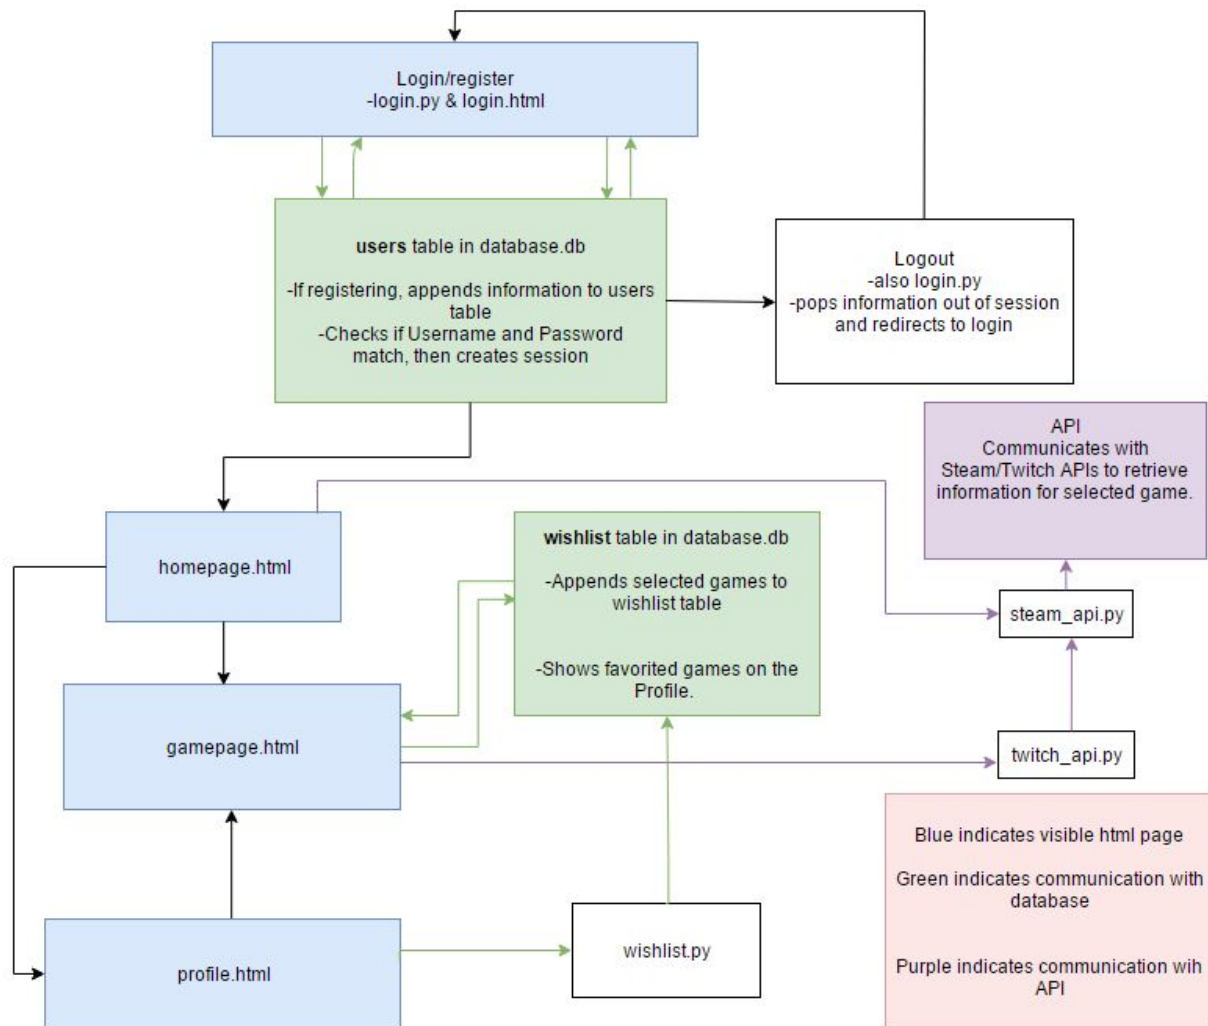 Login/register
-login.py & login.html
users table in database.db
-If registering, appends information to users
table
-Checks if Username and Password
match, then creates session
Logout
-also login.py
-pops information out of session
and redirects to login
API
Communicates with
Steam/Twitch APIs to retrieve
information for selected game.
homepage.html
wishlist table in database.db
-Appends selected games to
wishlist table
-Shows favorited games on the
Profile.
steam_api.py
gamepage.html
twitch_api.py
Blue indicates visible html page
Green indicates communication with
database
Purple indicates communication wih
API
profile.html
wishlist.py